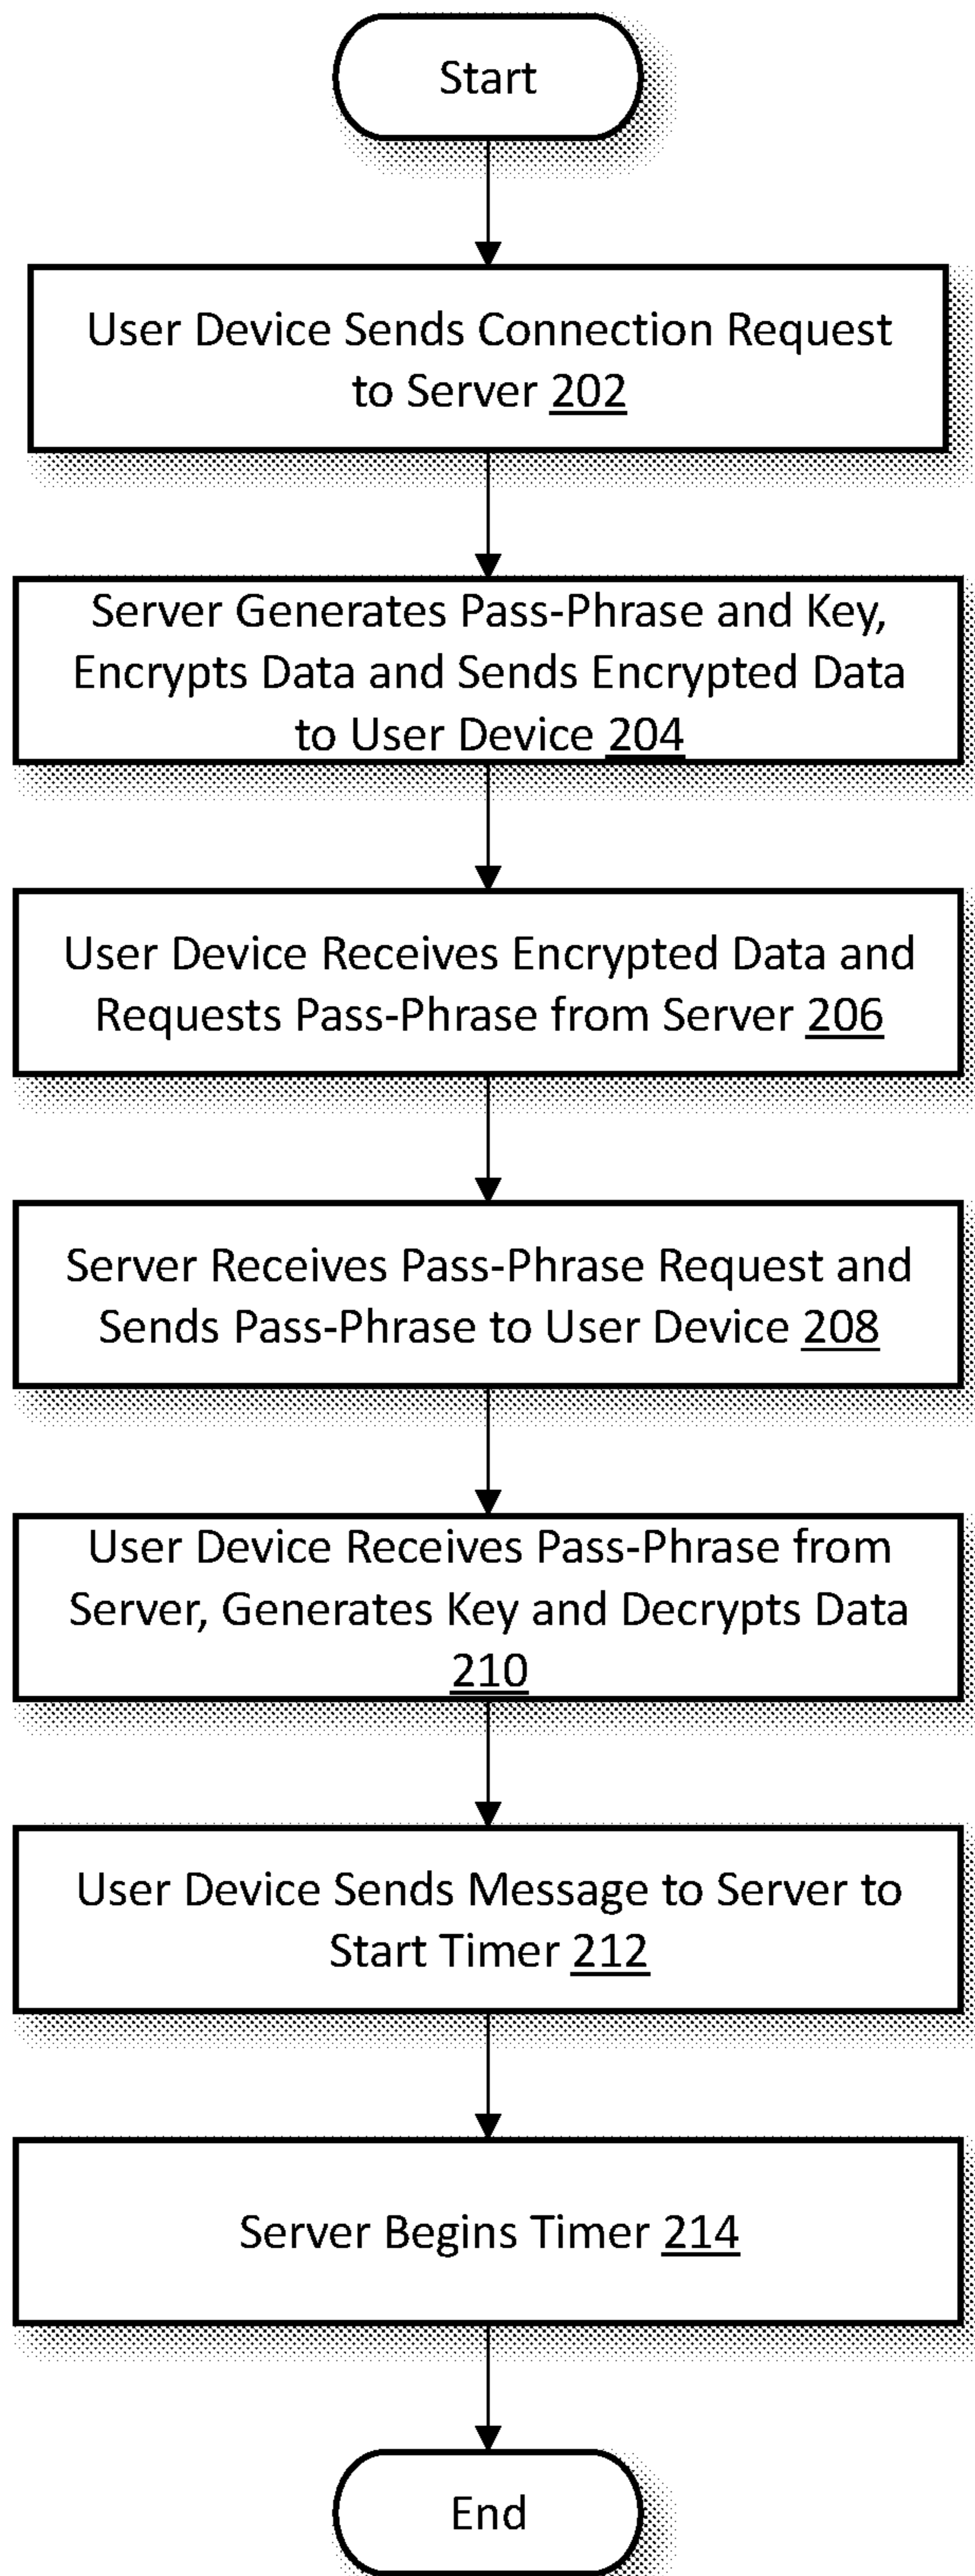 Start
User Device Sends Connection Request
to Server 202
Server Generates Pass-Phrase and Key,
Encrypts Data and Sends Encrypted Data
to User Device 204
User Device Receives Encrypted Data and
Requests Pass-Phrase from Server 206
Server Receives Pass-Phrase Request and
Sends Pass-Phrase to User Device 208
User Device Receives Pass-Phrase from
Server, Generates Key and Decrypts Data
210
User Device Sends Message to Server to
Start Timer 212
Server Begins Timer 214
End